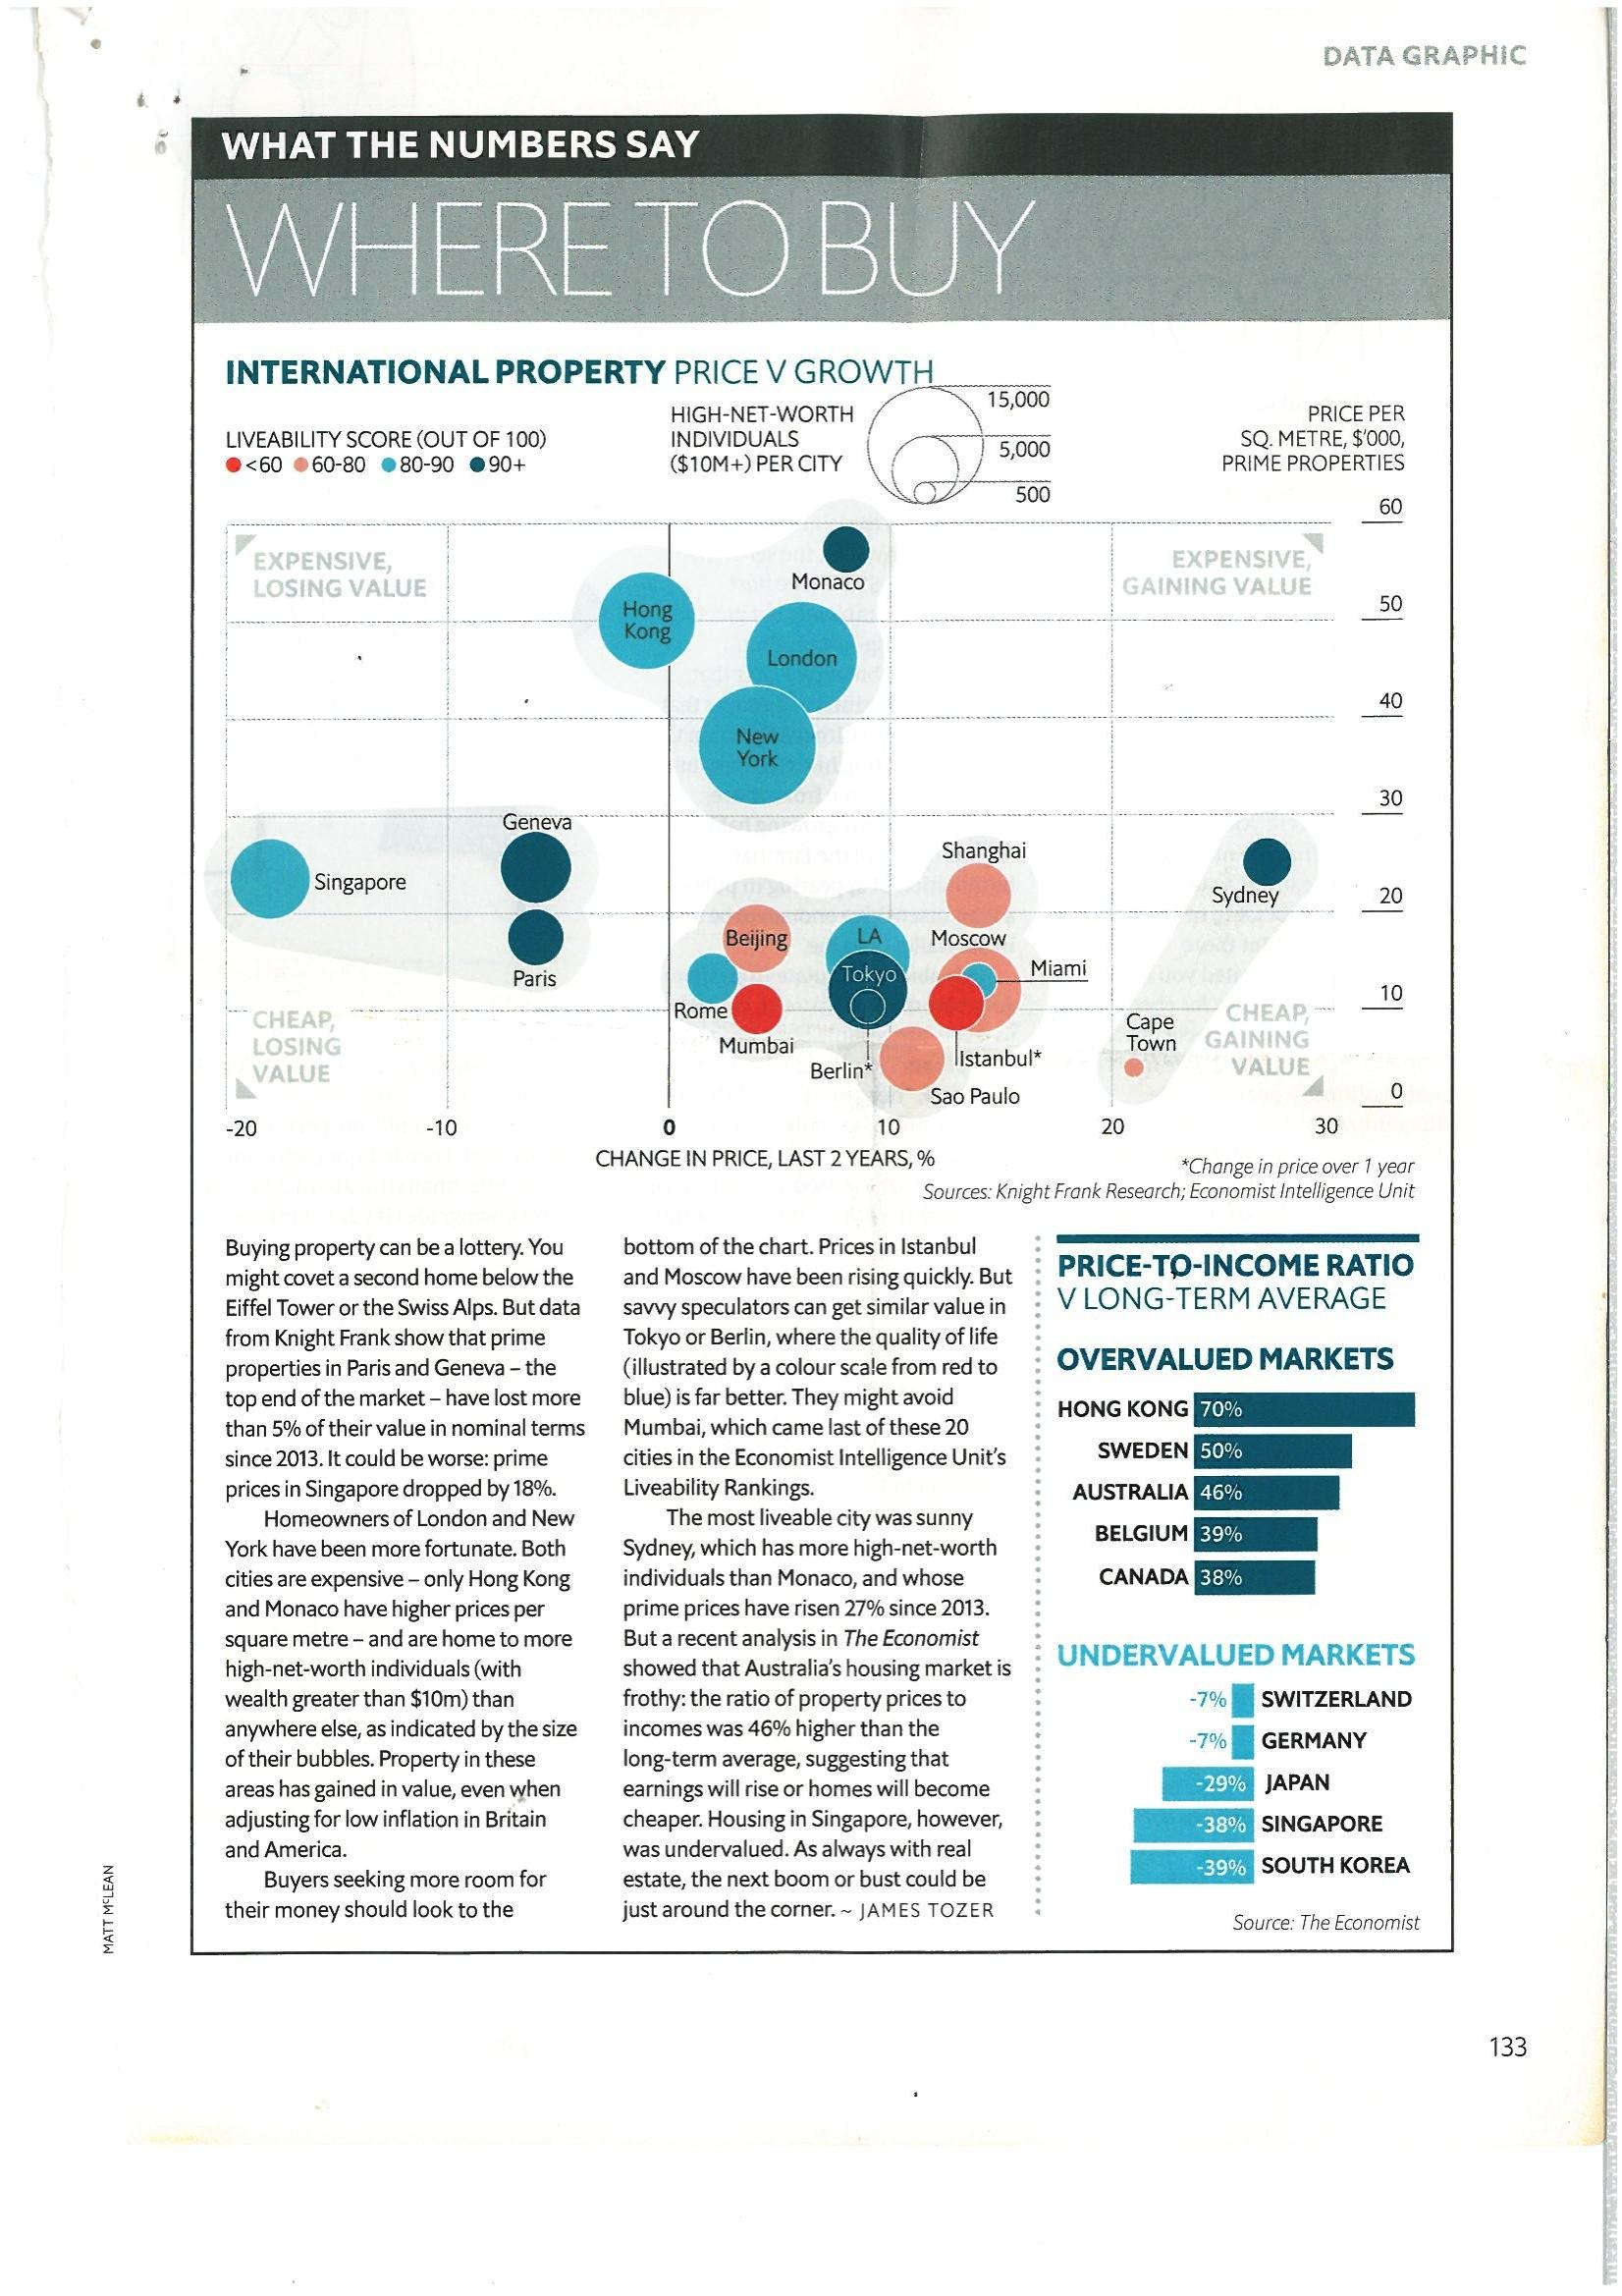 DATA GRAPHIC
WHAT THE NUMBERS SAY
WHERE TO BUY
INTERNATIONAL PROPERTY PRICE V GROWTH
LIVEABILITY SCORE (OUT OF 100)
<60 60-80 80-90 90+
HIGH-NET-WORTH
INDIVIDUALS
($10M+) PER CITY
15,000
5,000
500
PRICE PER
SQ. METRE, $'000,
PRIME PROPERTIES
60
50
40
30
20
10
0
EXPENSIVE,
LOSING VALUE
EXPENSIVE,
GAINING VALUE
Monaco
Hong
Kong
London
New
York
Geneva
Singapore
Paris
Shanghai
Sydney
Beijing
LA
Moscow
Tokyo
Miami
Rome
Mumbai
Berlin*
Istanbul*
Sao Paulo
Cape
Town
CHEAP,
LOSING
VALUE
CHEAP,
GAINING
VALUE
-20 -10 0 10 20 30
CHANGE IN PRICE, LAST 2 YEARS, %
*Change in price over 1 year
Sources: Knight Frank Research; Economist Intelligence Unit
Buying property can be a lottery. You
might covet a second home below the
Eiffel Tower or the Swiss Alps. But data
from Knight Frank show that prime
properties in Paris and Geneva – the
top end of the market – have lost more
than 5% of their value in nominal terms
since 2013. It could be worse: prime
prices in Singapore dropped by 18%.
Homeowners of London and New
York have been more fortunate. Both
cities are expensive – only Hong Kong
and Monaco have higher prices per
square metre – and are home to more
high-net-worth individuals (with
wealth greater than $10m) than
anywhere else, as indicated by the size
of their bubbles. Property in these
areas has gained in value, even when
adjusting for low inflation in Britain
and America.
Buyers seeking more room for
their money should look to the
bottom of the chart. Prices in Istanbul
and Moscow have been rising quickly. But
savvy speculators can get similar value in
Tokyo or Berlin, where the quality of life
(illustrated by a colour scale from red to
blue) is far better. They might avoid
Mumbai, which came last of these 20
cities in the Economist Intelligence Unit's
Liveability Rankings.
The most liveable city was sunny
Sydney, which has more high-net-worth
individuals than Monaco, and whose
prime prices have risen 27% since 2013.
But a recent analysis in The Economist
showed that Australia's housing market is
frothy: the ratio of property prices to
incomes was 46% higher than the
long-term average, suggesting that
earnings will rise or homes will become
cheaper. Housing in Singapore, however,
was undervalued. As always with real
estate, the next boom or bust could be
just around the corner. ~ JAMES TOZER
PRICE-TO-INCOME RATIO
V LONG-TERM AVERAGE
OVERVALUED MARKETS
HONG KONG 70%
SWEDEN 50%
AUSTRALIA 46%
BELGIUM 39%
CANADA 38%
UNDERVALUED MARKETS
-7% SWITZERLAND
-7% GERMANY
-29% JAPAN
-38% SINGAPORE
-39% SOUTH KOREA
Source: The Economist
MATT McLEAN
133